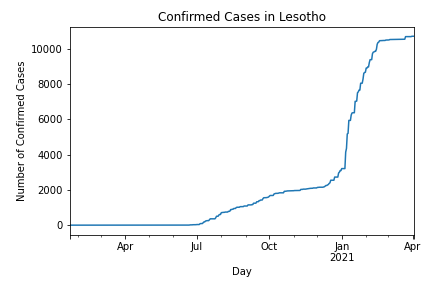 Confirmed Cases in Lesotho
Number of Confirmed Cases
10000
8000
6000
4000
2000
0
Apr
Jul
Oct
Jan
2021
Apr
Day